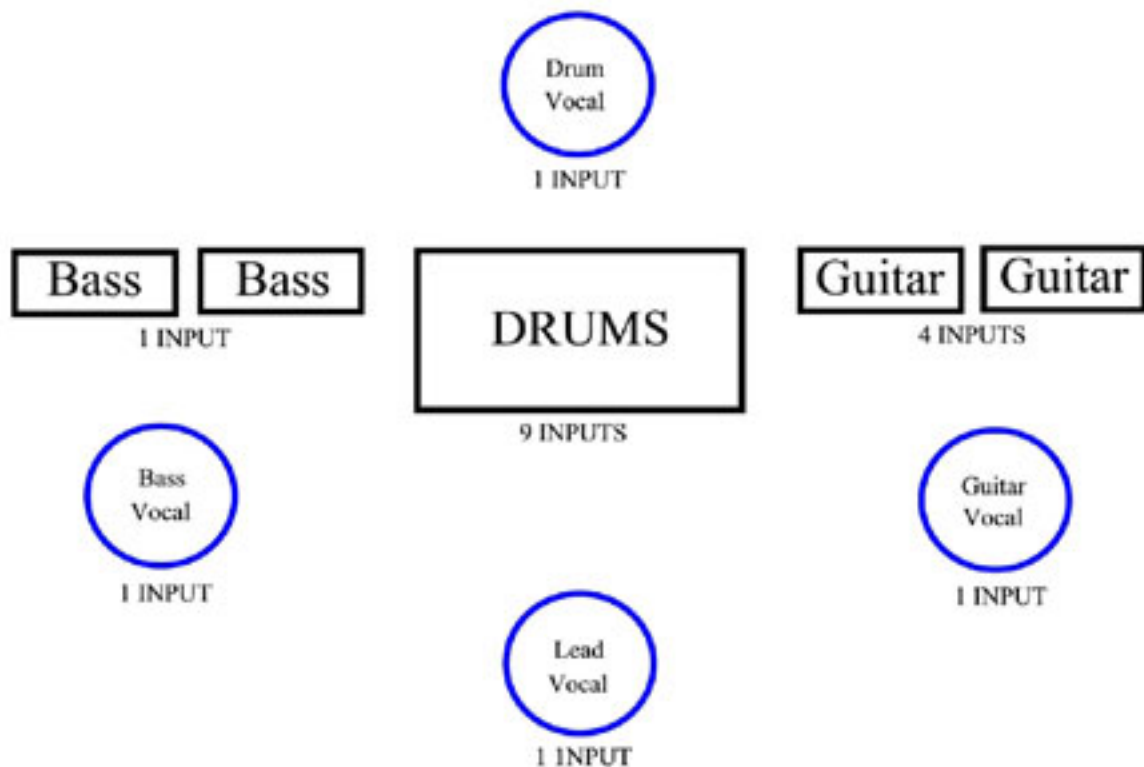 Drum
Vocal
1 INPUT
Bass
Bass
1 INPUT
DRUMS
9 INPUTS
Guitar
Guitar
4 INPUTS
Bass
Vocal
1 INPUT
Guitar
Vocal
1 INPUT
Lead
Vocal
1 1NPUT